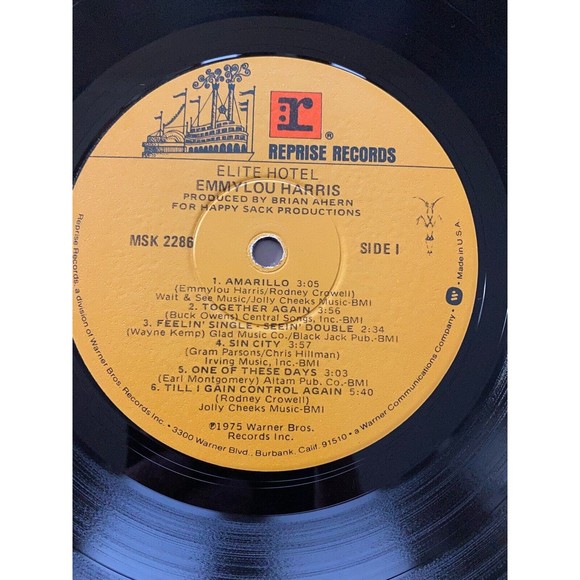 r
®
REPRISE RECORDS
ELITE HOTEL
EMMYLOU HARRIS
PRODUCED BY BRIAN AHERN
FOR HAPPY SACK PRODUCTIONS
MSK 2286
SIDE I
1. AMARILLO 3:05
(Emmylou Harris/Rodney Crowell)
Wait & See Music/Jolly Cheeks Music-BMI
2. TOGETHER AGAIN 3:56
(Buck Owens) Central Songs, Inc.-BMI
3. FEELIN' SINGLE-SEEIN' DOUBLE 2:34
(Wayne Kemp) Glad Music Co./Black Jack Pub.-BMI
4. SIN CITY 3:57
(Gram Parsons/Chris Hillman)
Irving Music, Inc.-BMI
5. ONE OF THESE DAYS 3:03
(Earl Montgomery) Altam Pub. Co.-BMI
6. TILL I GAIN CONTROL AGAIN 5:40
(Rodney Crowell)
Jolly Cheeks Music-BMI
℗1975 Warner Bros.
Records Inc.
Reprise Records, a division of Warner Bros. Records Inc. • 3300 Warner Blvd., Burbank, Calif. 91510 • a Warner Communications Company • W • Made in U.S.A.